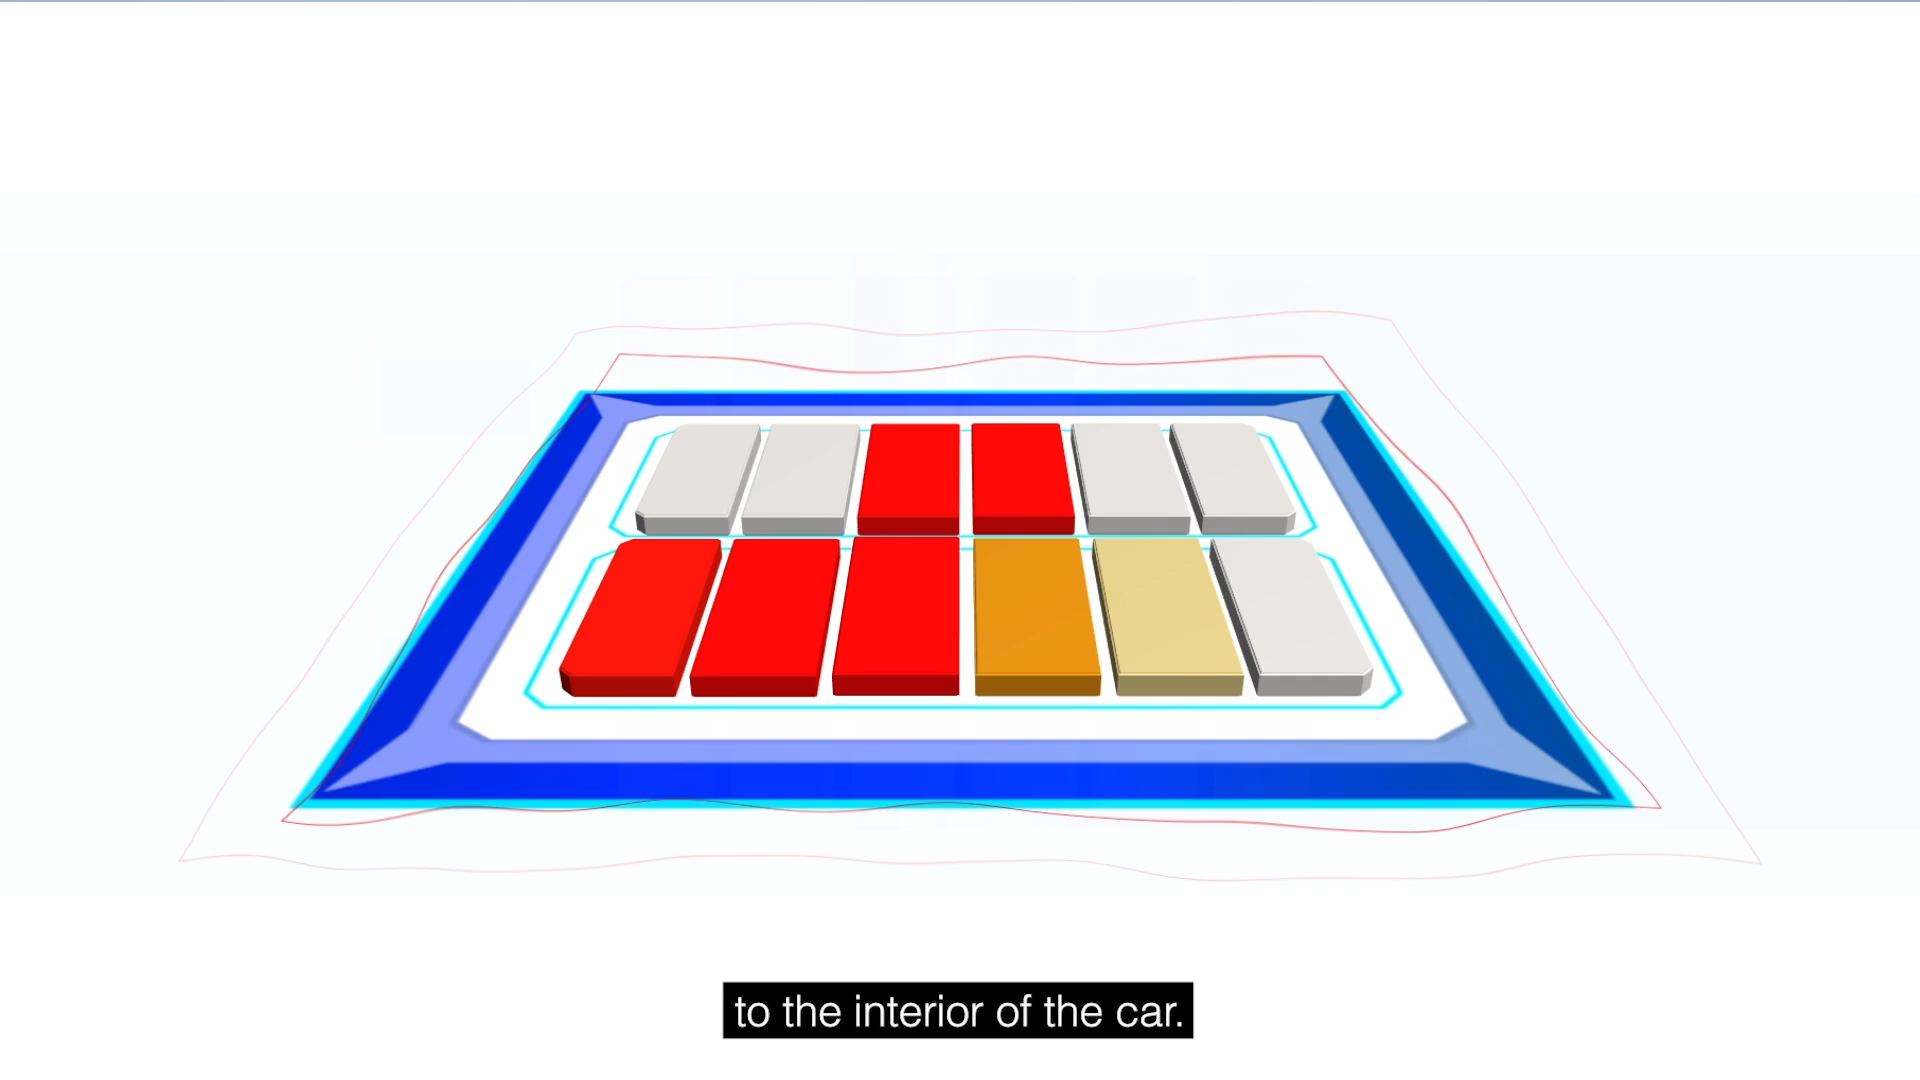 to the interior of the car.